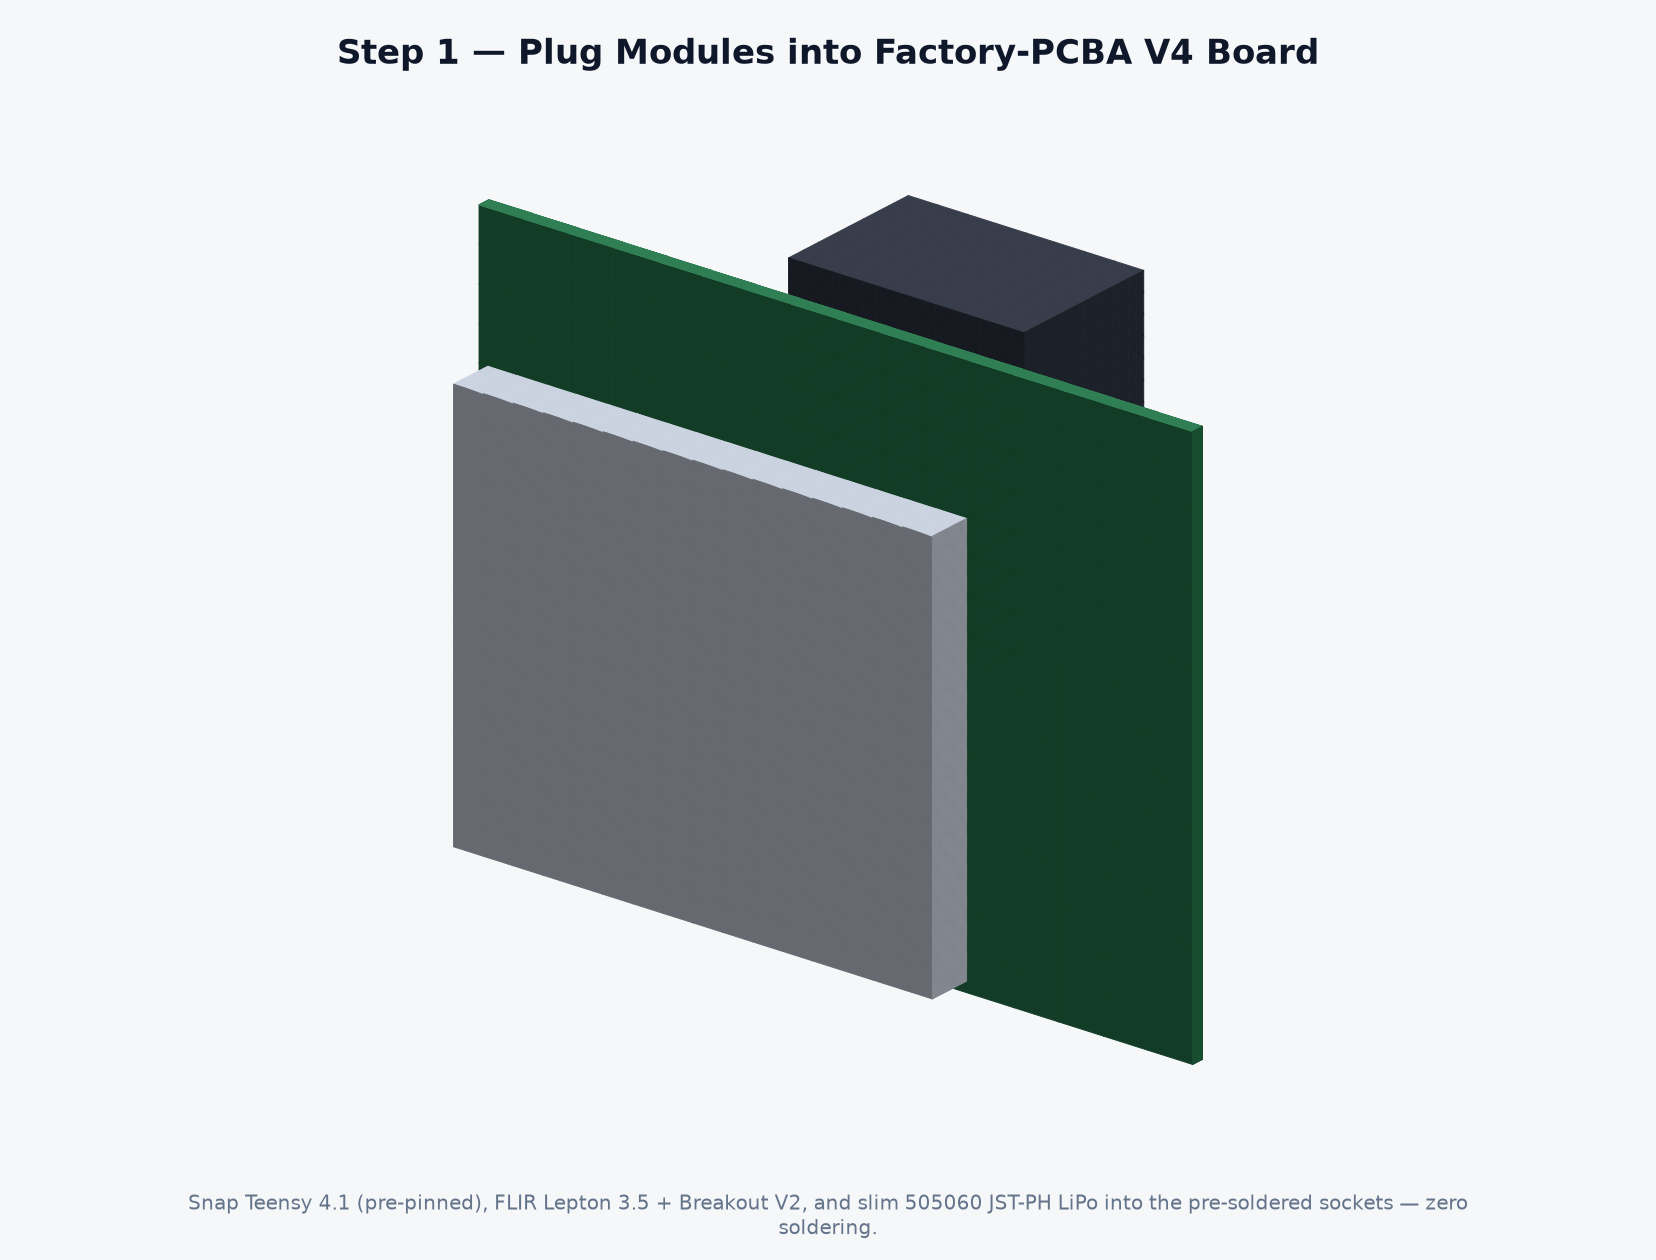 Step 1 — Plug Modules into Factory-PCBA V4 Board
Snap Teensy 4.1 (pre-pinned), FLIR Lepton 3.5 + Breakout V2, and slim 505060 JST-PH LiPo into the pre-soldered sockets — zero
soldering.